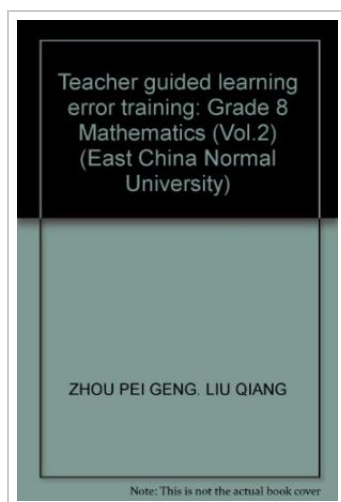 Teacher guided learning
error training: Grade 8
Mathematics (Vol.2)
(East China Normal
University)
ZHOU PEI GENG. LIU QIANG
Note: This is not the actual book cover